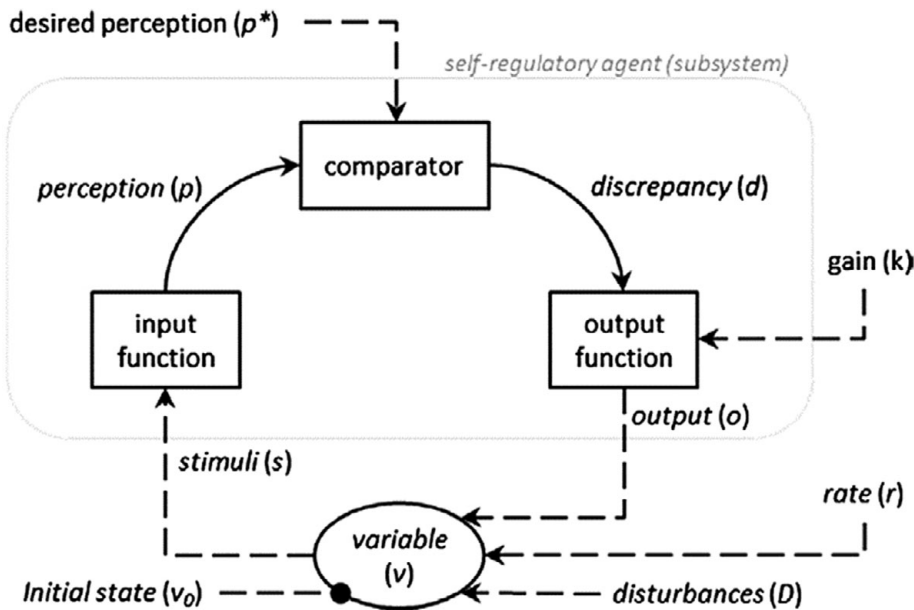 desired perception (p*)
self-regulatory agent (subsystem)
comparator
perception (p)
discrepancy (d)
gain (k)
input
function
output
function
output (o)
stimuli (s)
rate (r)
variable
(v)
Initial state (v₀)
disturbances (D)